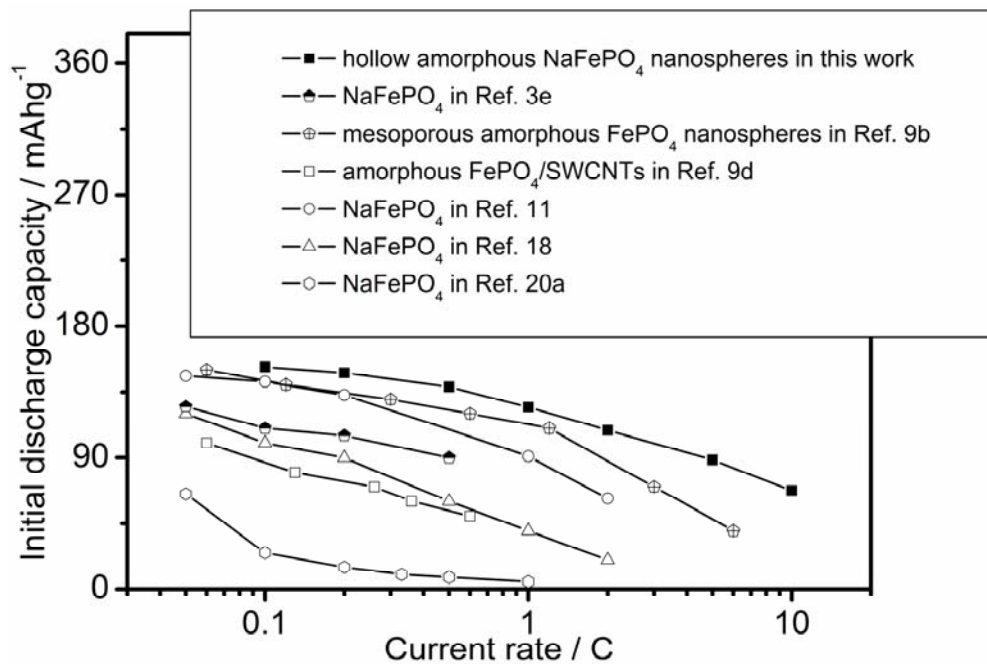 360
270
180
90
0
Initial discharge capacity / mAhg⁻¹
hollow amorphous NaFePO₄ nanospheres in this work
NaFePO₄ in Ref. 3e
mesoporous amorphous FePO₄ nanospheres in Ref. 9b
amorphous FePO₄/SWCNTs in Ref. 9d
NaFePO₄ in Ref. 11
NaFePO₄ in Ref. 18
NaFePO₄ in Ref. 20a
0.1 1 10
Current rate / C